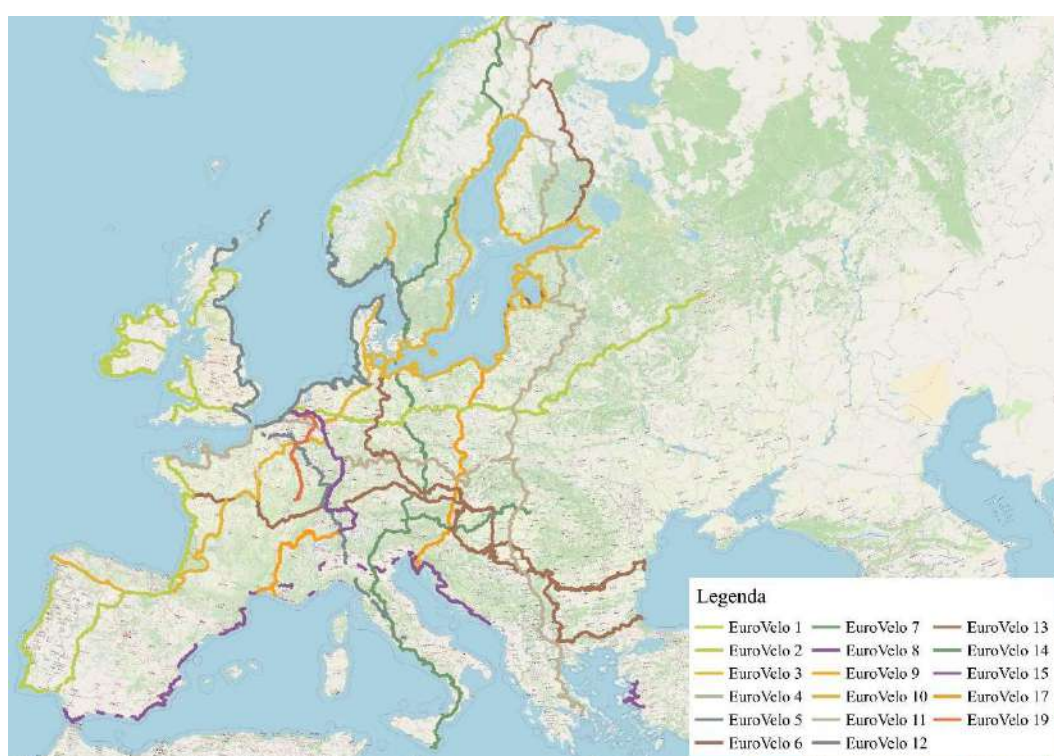 Legenda
EuroVelo 1
EuroVelo 2
EuroVelo 3
EuroVelo 4
EuroVelo 5
EuroVelo 6
EuroVelo 7
EuroVelo 8
EuroVelo 9
EuroVelo 10
EuroVelo 11
EuroVelo 12
EuroVelo 13
EuroVelo 14
EuroVelo 15
EuroVelo 17
EuroVelo 19